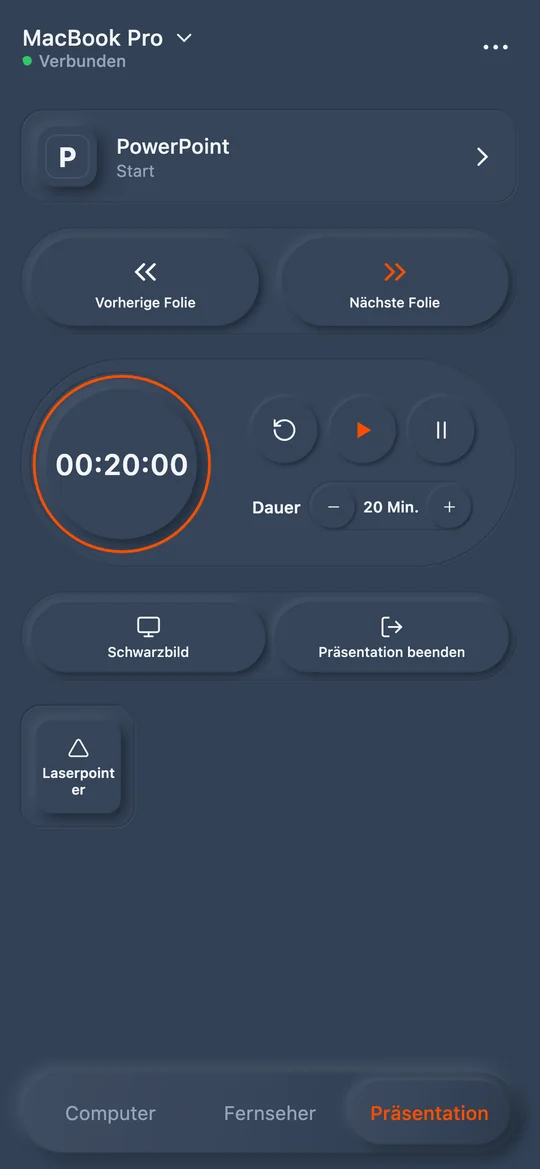 MacBook Pro
Verbunden
P
PowerPoint
Start
Vorherige Folie
Nächste Folie
00:20:00
Dauer
20 Min.
Schwarzbild
Präsentation beenden
Laserpoint
er
Computer
Fernseher
Präsentation